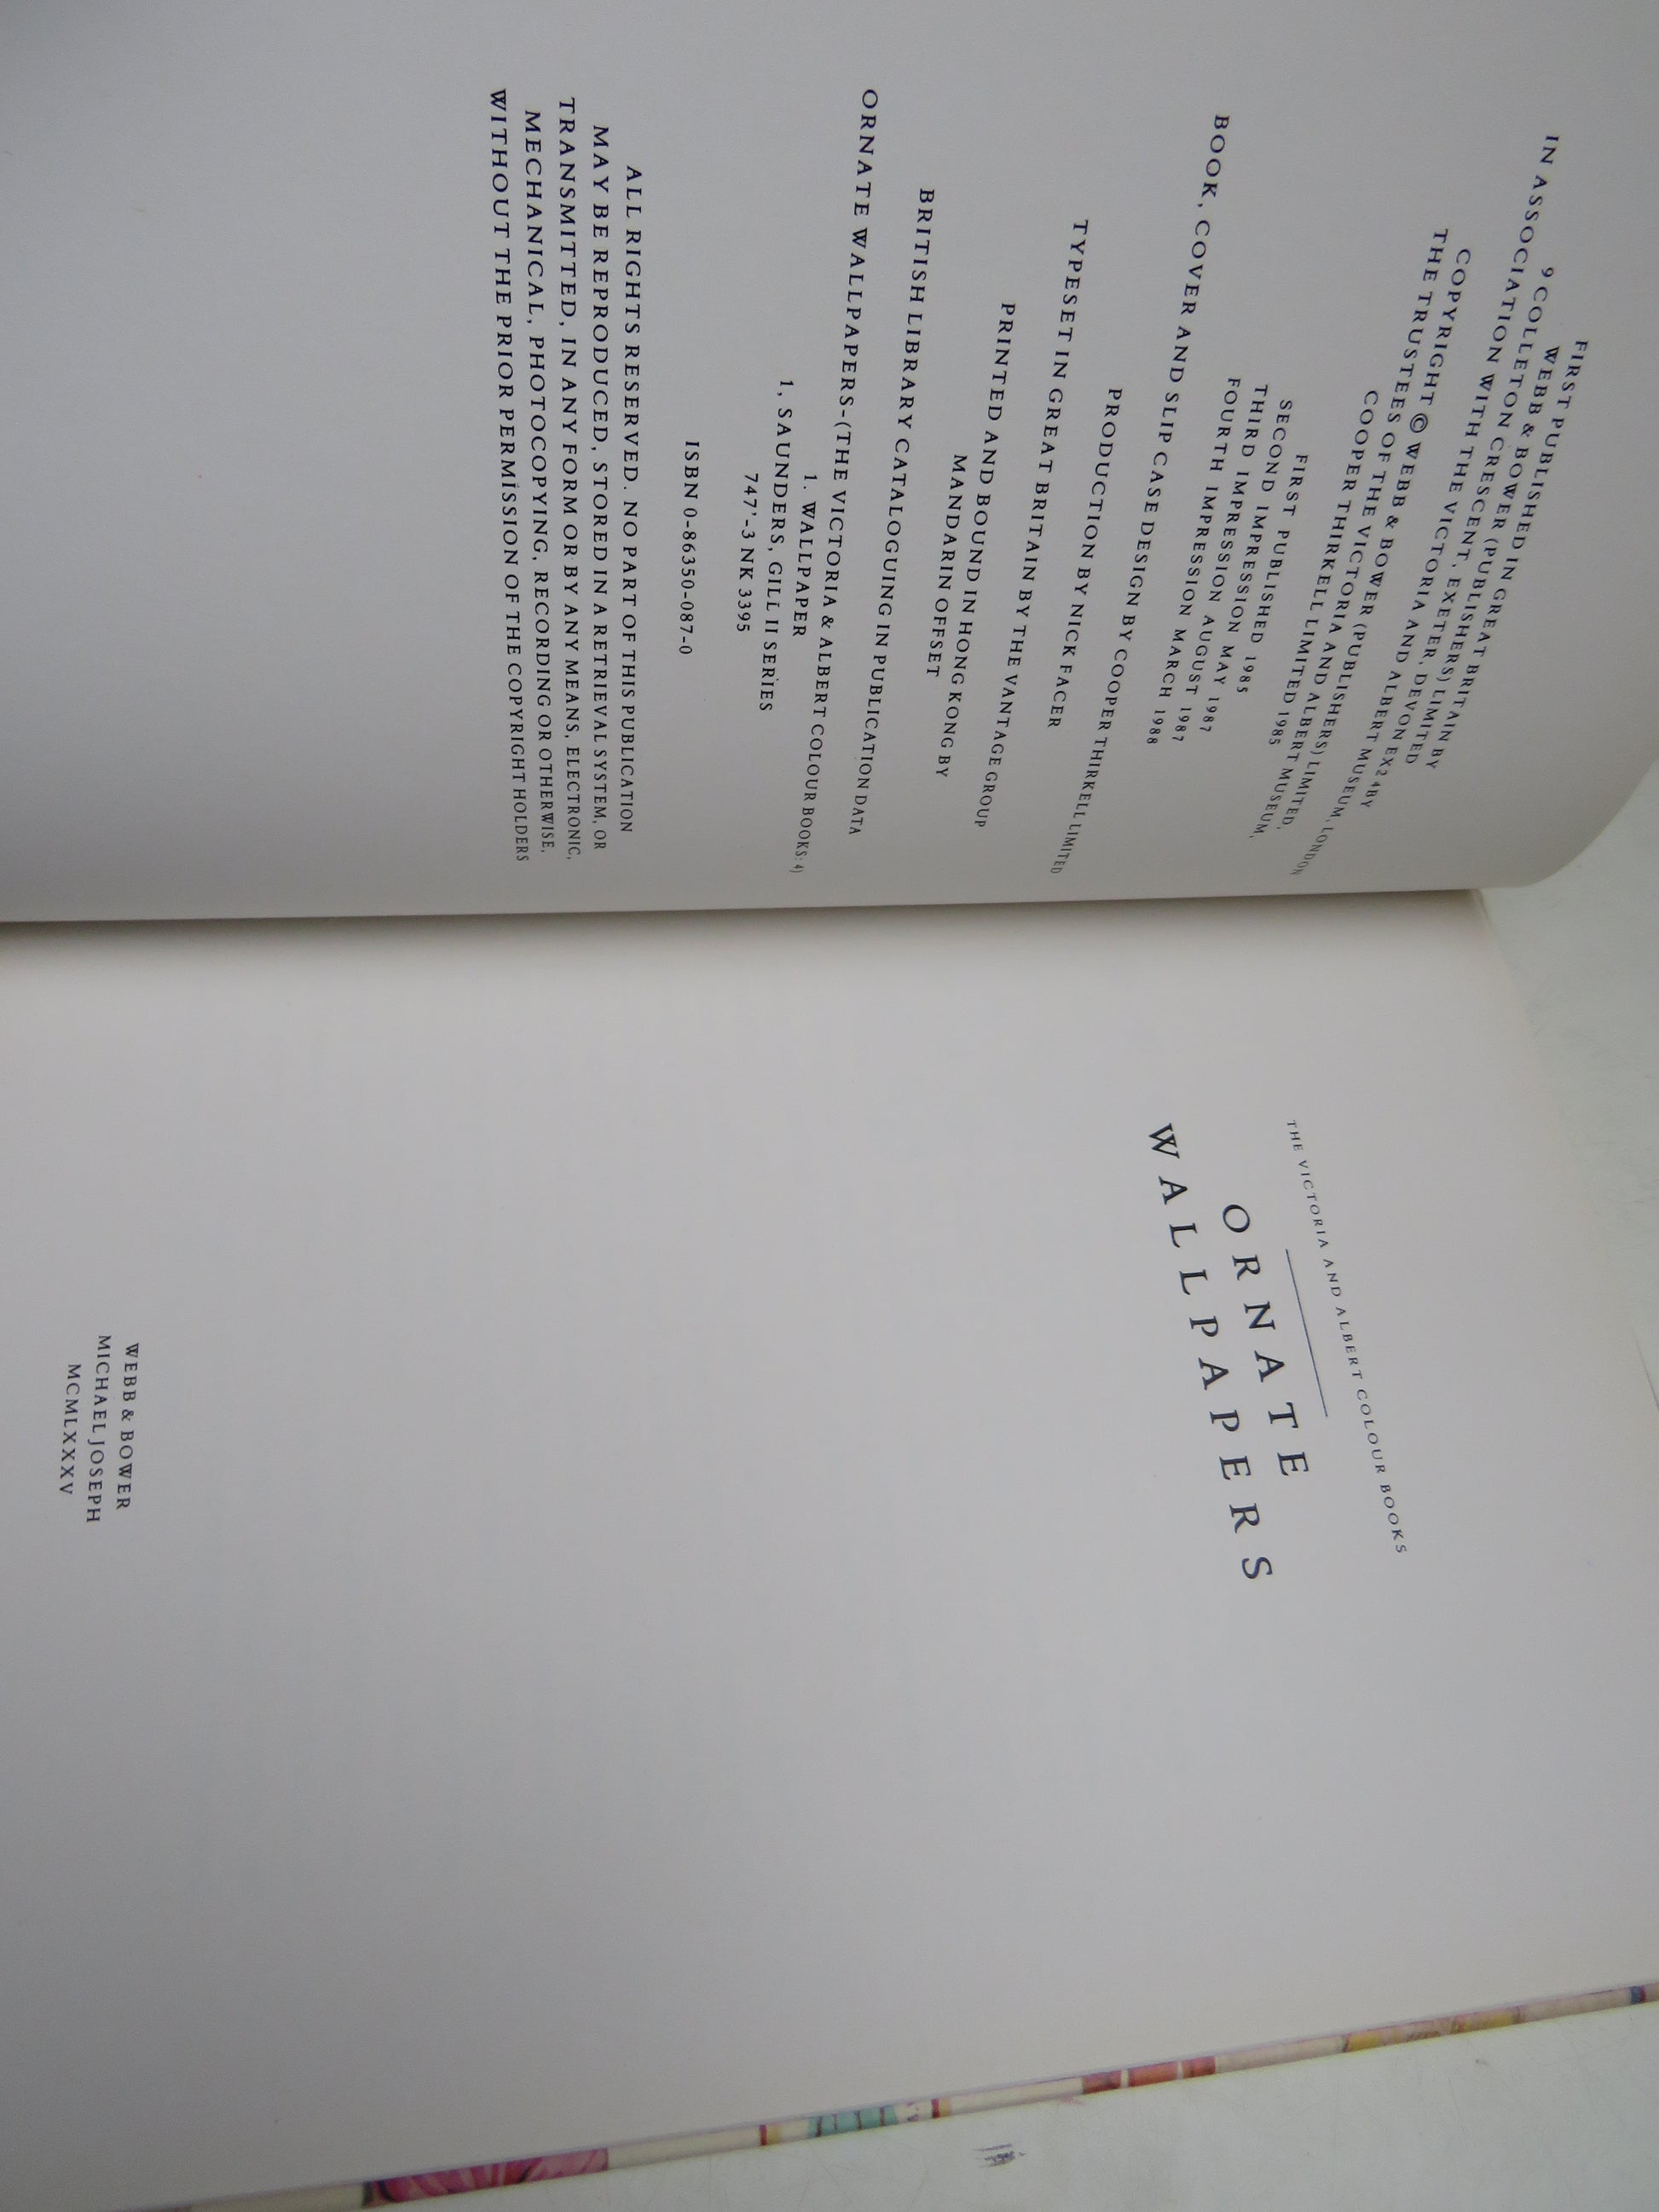 FIRST PUBLISHED IN GREAT BRITAIN BY
WEBB & BOWER (PUBLISHERS) LIMITED
9 COLLETON CRESCENT, EXETER, DEVON EX2 4BY
IN ASSOCIATION WITH THE VICTORIA AND ALBERT MUSEUM, LONDON
COPYRIGHT © WEBB & BOWER (PUBLISHERS) LIMITED,
THE TRUSTEES OF THE VICTORIA AND ALBERT MUSEUM,
COOPER THIRKELL LIMITED 1985
FIRST PUBLISHED 1985
SECOND IMPRESSION MAY 1987
THIRD IMPRESSION AUGUST 1987
FOURTH IMPRESSION MARCH 1988
BOOK, COVER AND SLIP CASE DESIGN BY COOPER THIRKELL LIMITED
PRODUCTION BY NICK FACER
TYPESET IN GREAT BRITAIN BY THE VANTAGE GROUP
PRINTED AND BOUND IN HONG KONG BY
MANDARIN OFFSET
BRITISH LIBRARY CATALOGUING IN PUBLICATION DATA
ORNATE WALLPAPERS-(THE VICTORIA & ALBERT COLOUR BOOKS: 4)
1. WALLPAPER
1, SAUNDERS, GILL II SERIES
747'-3 NK 3395
ISBN 0-86350-087-0
ALL RIGHTS RESERVED. NO PART OF THIS PUBLICATION
MAY BE REPRODUCED, STORED IN A RETRIEVAL SYSTEM, OR
TRANSMITTED, IN ANY FORM OR BY ANY MEANS, ELECTRONIC,
MECHANICAL, PHOTOCOPYING, RECORDING OR OTHERWISE,
WITHOUT THE PRIOR PERMISSION OF THE COPYRIGHT HOLDERS
THE VICTORIA AND ALBERT COLOUR BOOKS
ORNATE
WALLPAPERS
WEBB & BOWER
MICHAEL JOSEPH
MCMLXXXV